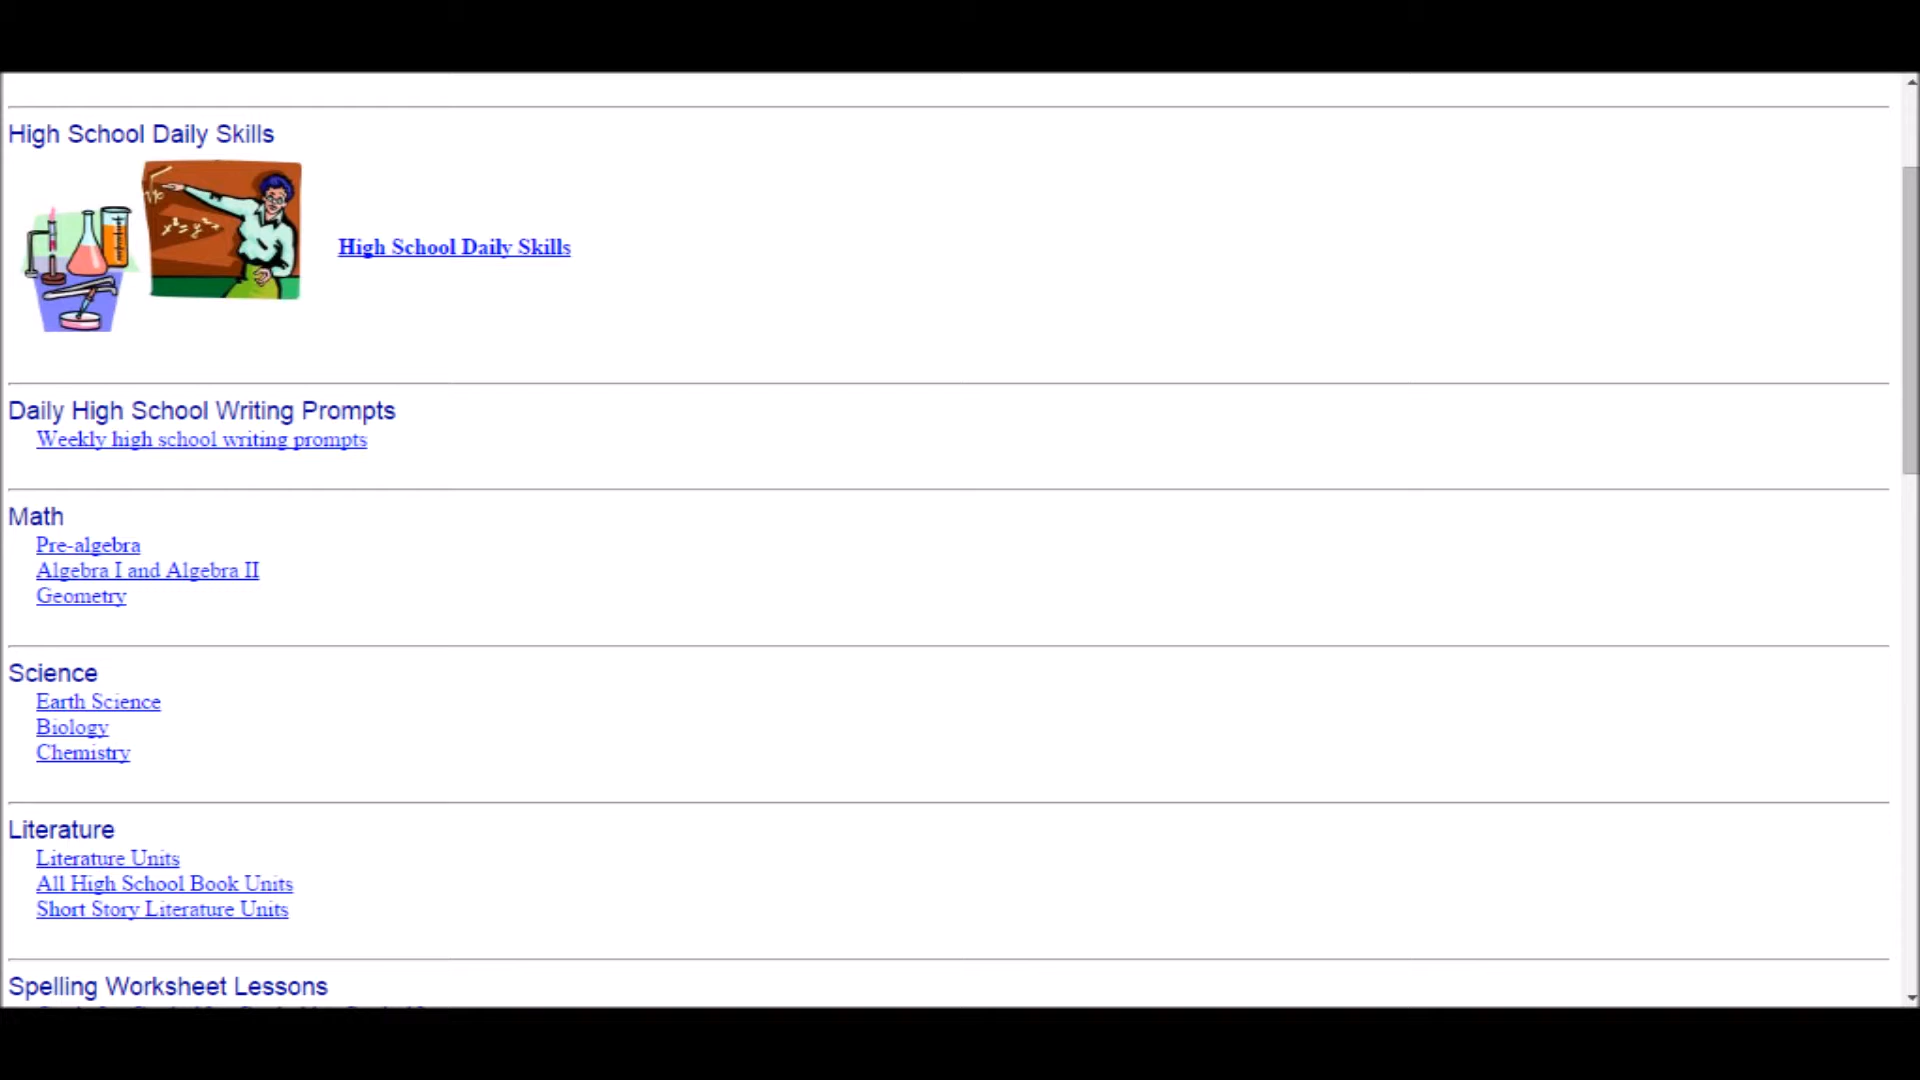 High School Daily Skills
High School Daily Skills
Daily High School Writing Prompts
Weekly high school writing prompts
Math
Pre-algebra
Algebra I and Algebra II
Geometry
Science
Earth Science
Biology
Chemistry
Literature
Literature Units
All High School Book Units
Short Story Literature Units
Spelling Worksheet Lessons